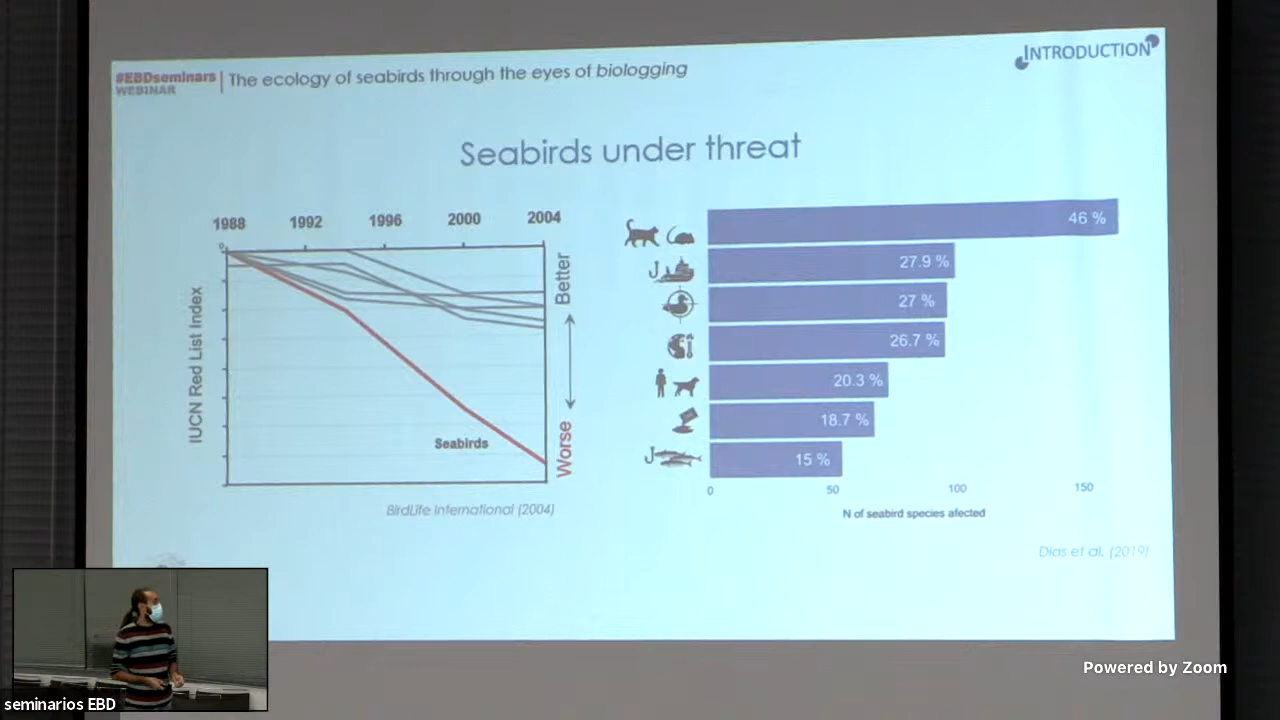 #EBDseminars
WEBINAR
The ecology of seabirds through the eyes of biologging
INTRODUCTION
Seabirds under threat
1988 1992 1996 2000 2004
0
IUCN Red List Index
Better
Worse
Seabirds
BirdLife International (2004)
46 %
27.9 %
27 %
26.7 %
20.3 %
18.7 %
15 %
0 50 100 150
N of seabird species afected
Dias et al. (2019)
seminarios EBD
Powered by Zoom